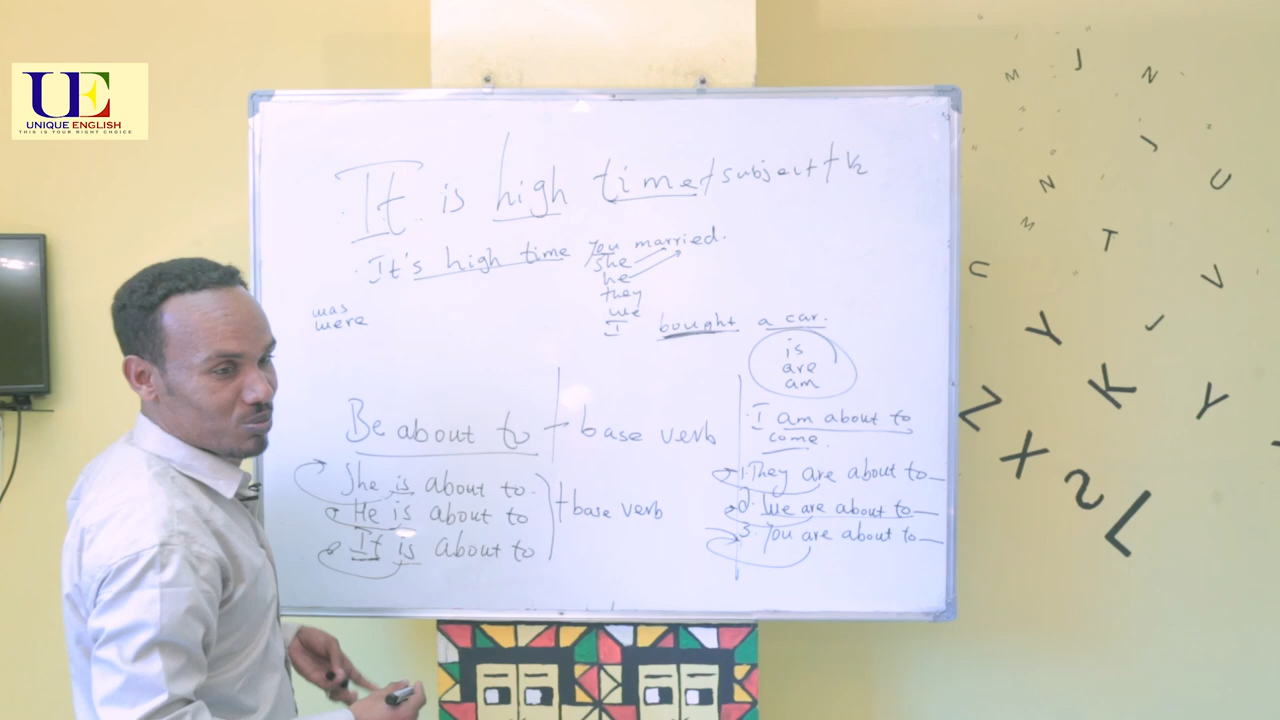 UE
UNIQUE ENGLISH
THIS IS YOUR RIGHT CHOICE
It is high time + subject + V2
It's high time you married.
she
he
they
we
I bought a car.
was
were
is
are
am
Be about to + base verb
She is about to.
He is about to
It is about to
+ base verb
I am about to
come.
1. They are about to
2. We are about to
3. You are about to
M J N
J
N U
M T
U V
Y
K
Z Y
X
L